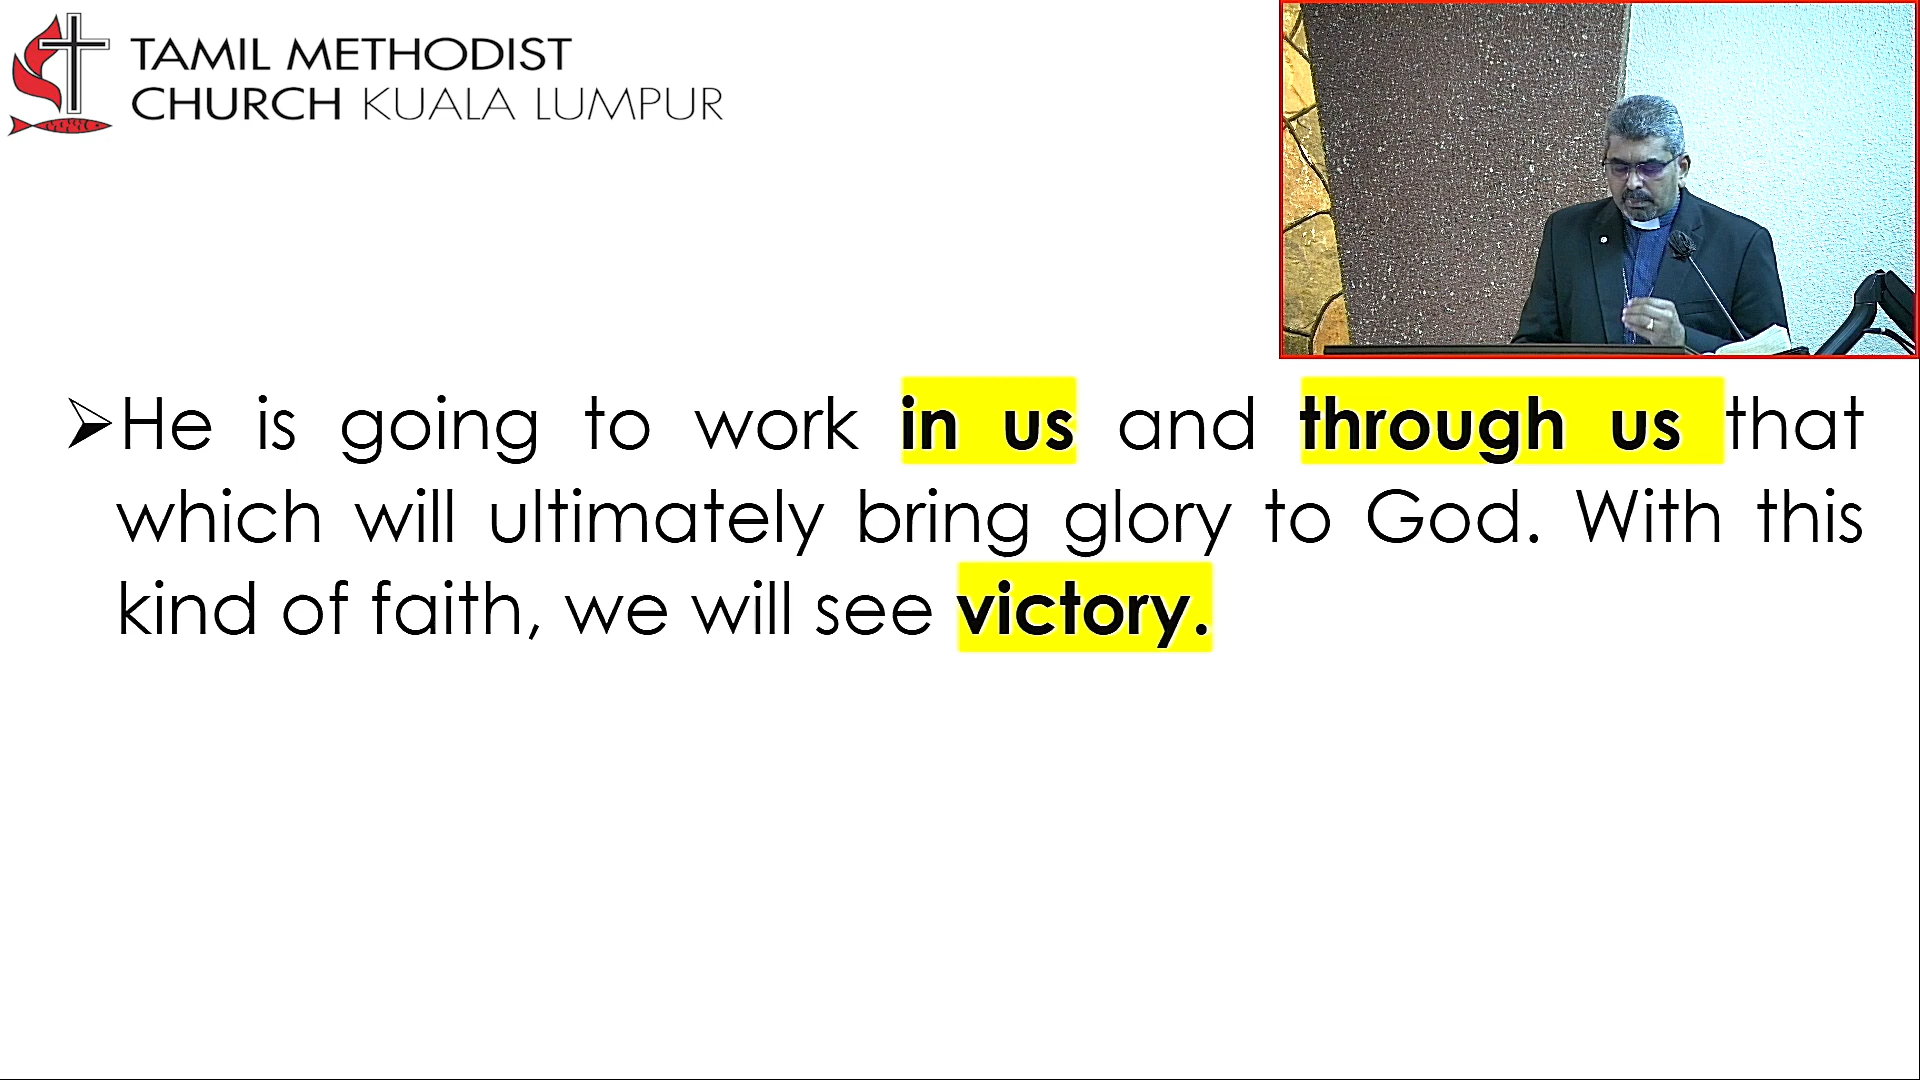 TAMIL METHODIST
CHURCH KUALA LUMPUR
➢He is going to work in us and through us that
which will ultimately bring glory to God. With this
kind of faith, we will see victory.